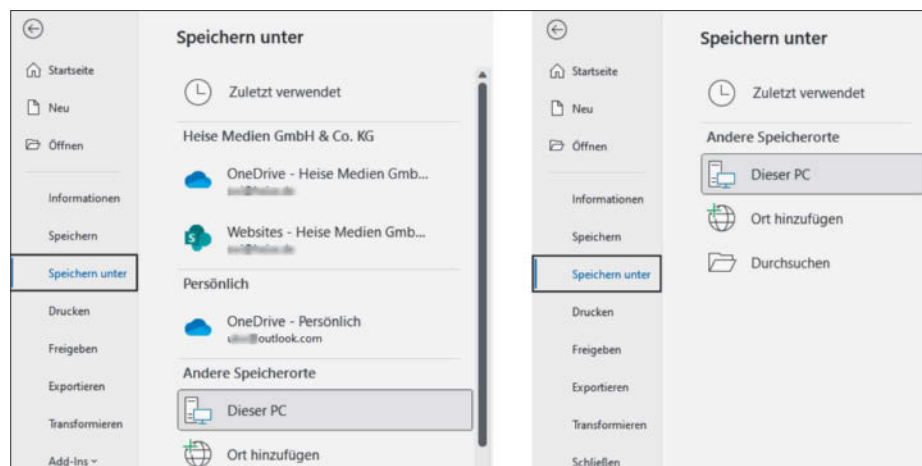 Speichern unter
Startseite
Neu
Öffnen
Informationen
Speichern
Speichern unter
Drucken
Freigeben
Exportieren
Transformieren
Add-Ins
Zuletzt verwendet
Heise Medien GmbH & Co. KG
OneDrive - Heise Medien Gmb...
Websites - Heise Medien Gmb...
Persönlich
OneDrive - Persönlich
outlook.com
Andere Speicherorte
Dieser PC
Ort hinzufügen
Speichern unter
Startseite
Neu
Öffnen
Informationen
Speichern
Speichern unter
Drucken
Freigeben
Exportieren
Transformieren
Schließen
Zuletzt verwendet
Andere Speicherorte
Dieser PC
Ort hinzufügen
Durchsuchen